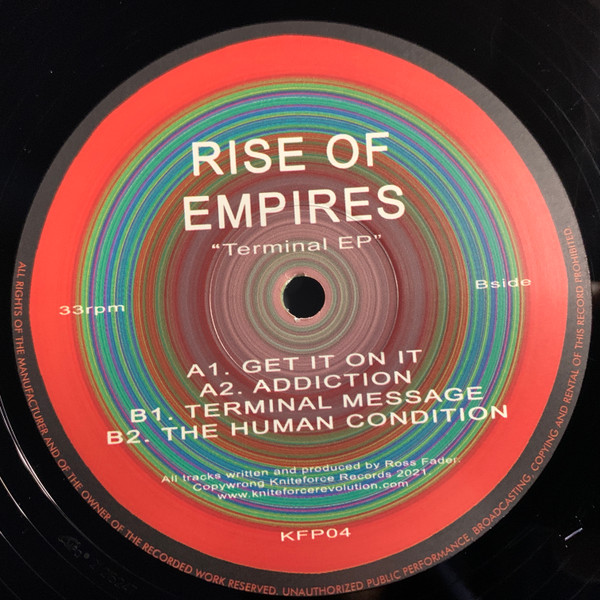 RISE OF
EMPIRES
“Terminal EP”
33rpm
Bside
A1. GET IT ON IT
A2. ADDICTION
B1. TERMINAL MESSAGE
B2. THE HUMAN CONDITION
All tracks written and produced by Ross Fader.
Copywrong Kniteforce Records 2021.
www.kniteforcerevolution.com
KFP04
ALL RIGHTS OF THE MANUFACTURER AND OF THE OWNER OF THE RECORDED WORK RESERVED. UNAUTHORIZED PUBLIC PERFORMANCE, BROADCASTING, COPYING AND RENTAL OF THIS RECORD PROHIBITED.